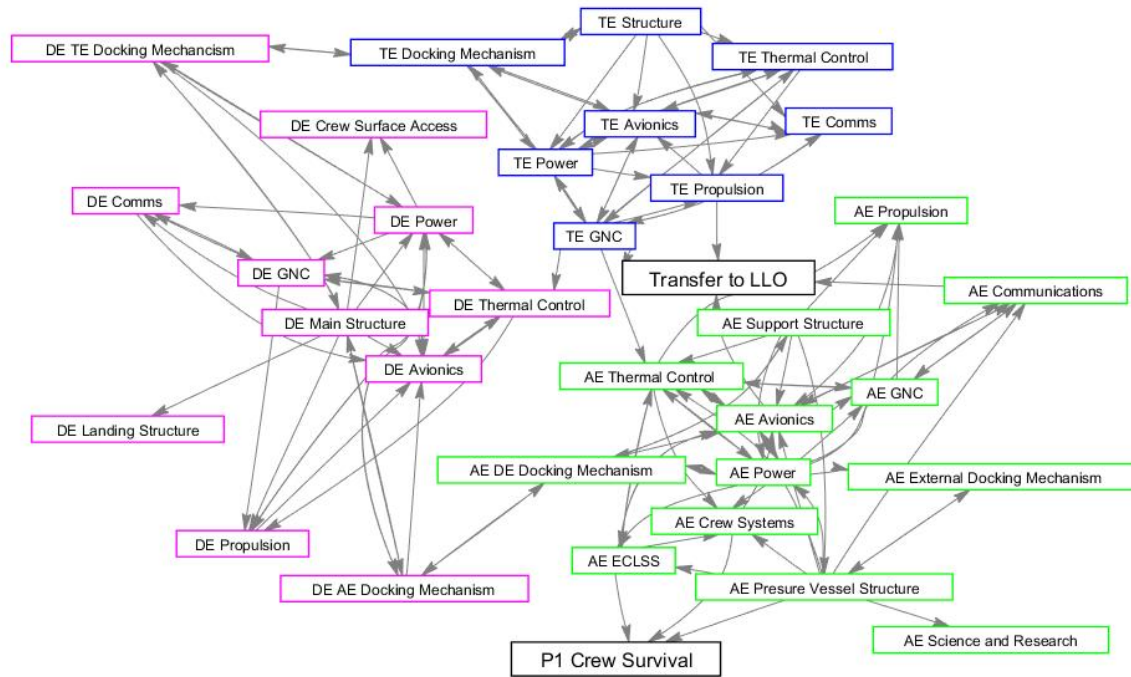 TE Structure
DE TE Docking Mechancism
TE Docking Mechanism
TE Thermal Control
DE Crew Surface Access
TE Avionics
TE Comms
TE Power
TE Propulsion
DE Comms
DE Power
AE Propulsion
TE GNC
DE GNC
Transfer to LLO
AE Communications
DE Thermal Control
DE Main Structure
AE Support Structure
DE Avionics
AE Thermal Control
AE GNC
AE Avionics
DE Landing Structure
AE DE Docking Mechanism
AE Power
AE External Docking Mechanism
AE Crew Systems
DE Propulsion
AE ECLSS
DE AE Docking Mechanism
AE Presure Vessel Structure
AE Science and Research
P1 Crew Survival